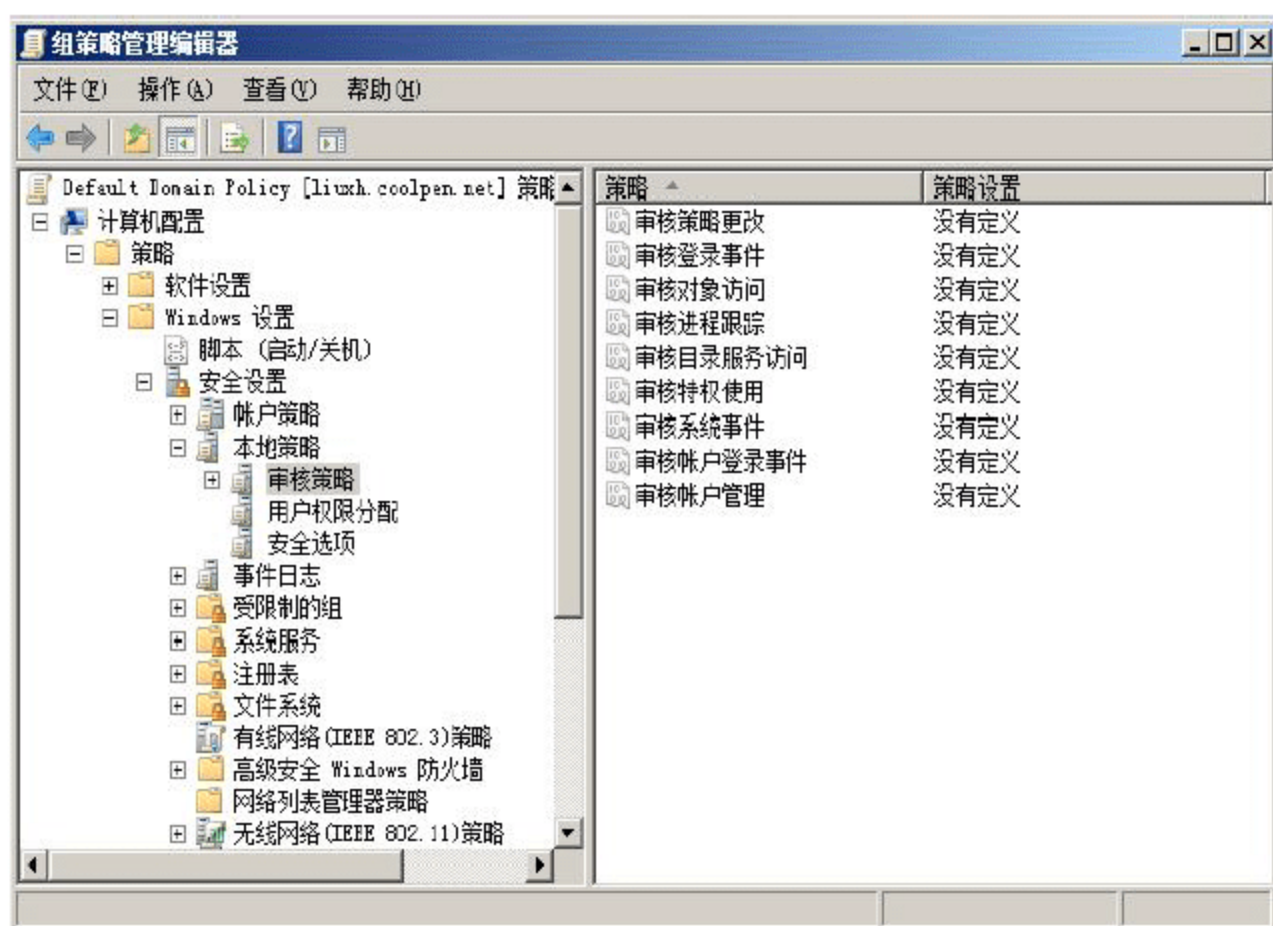 组策略管理编辑器
文件(F) 操作(A) 查看(V) 帮助(H)
Default Domain Policy [liuxh.coolpen.net] 策略
计算机配置
策略
软件设置
Windows 设置
脚本 (启动/关机)
安全设置
帐户策略
本地策略
审核策略
用户权限分配
安全选项
事件日志
受限制的组
系统服务
注册表
文件系统
有线网络(IEEE 802.3)策略
高级安全 Windows 防火墙
网络列表管理器策略
无线网络(IEEE 802.11)策略
策略 策略设置
审核策略更改 没有定义
审核登录事件 没有定义
审核对象访问 没有定义
审核进程跟踪 没有定义
审核目录服务访问 没有定义
审核特权使用 没有定义
审核系统事件 没有定义
审核帐户登录事件 没有定义
审核帐户管理 没有定义